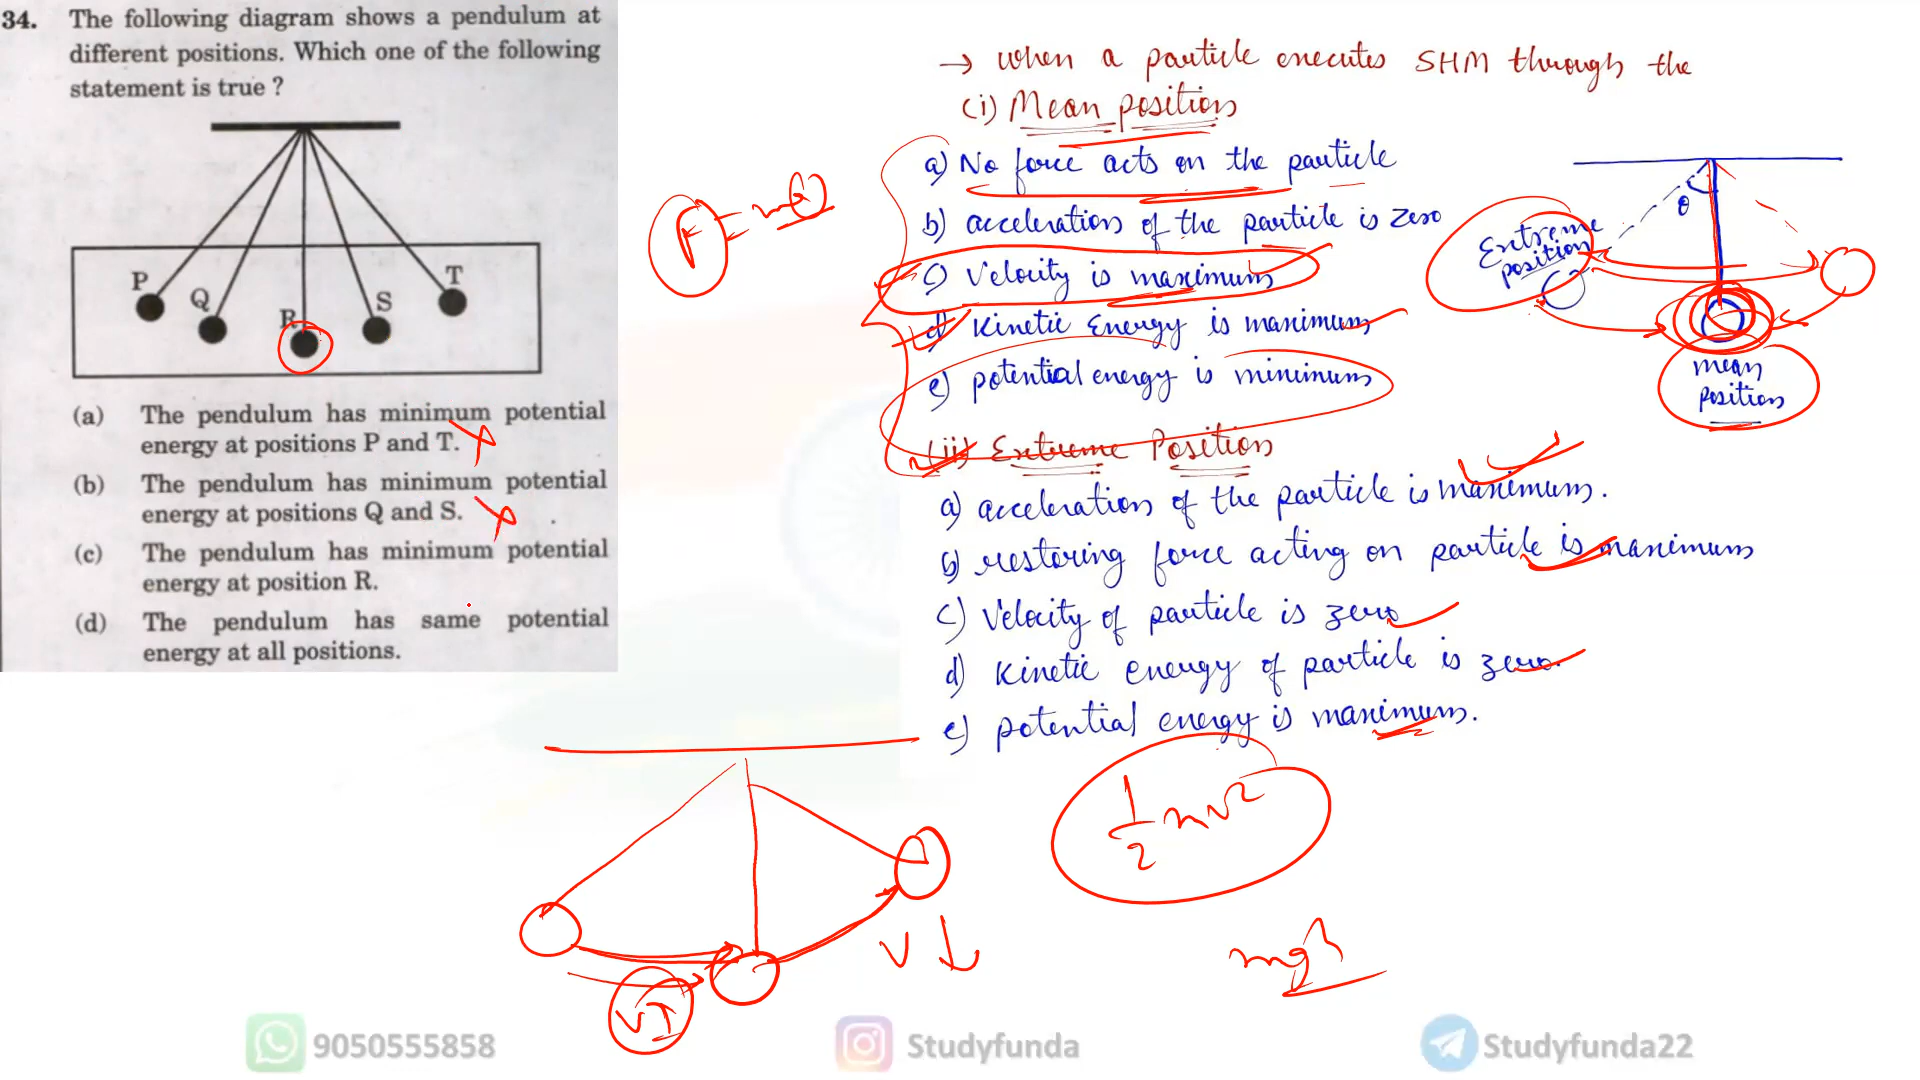 34. The following diagram shows a pendulum at
different positions. Which one of the following
statement is true ?
P
Q
R
S
T
(a) The pendulum has minimum potential
energy at positions P and T.
(b) The pendulum has minimum potential
energy at positions Q and S.
(c) The pendulum has minimum potential
energy at position R.
(d) The pendulum has same potential
energy at all positions.
→ when a particle executes SHM through the
(i) Mean position
a) No force acts on the particle
b) acceleration of the particle is zero
c) Velocity is maximum
d) Kinetic Energy is maximum
e) potential energy is minimum
(ii) Extreme Position
a) acceleration of the particle is maximum.
b) restoring force acting on particle is maximum
c) Velocity of particle is zero
d) Kinetic energy of particle is zero.
e) potential energy is maximum.
θ
Extreme
position
mean
position
1/2 mv²
mgh
V ↓
9050555858
Studyfunda
Studyfunda22